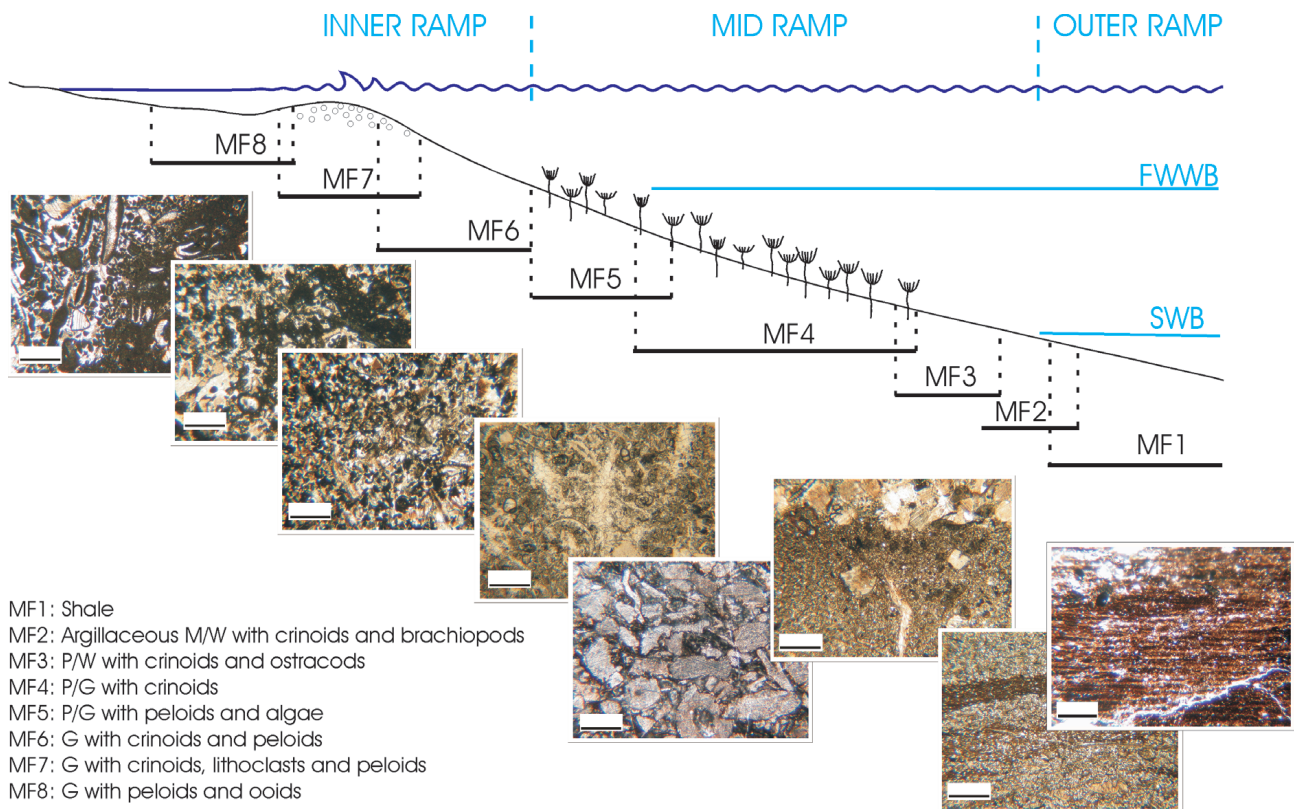 INNER RAMP
MID RAMP
OUTER RAMP
MF8
MF7
FWWB
MF6
MF5
SWB
MF4
MF3
MF2
MF1
MF1: Shale
MF2: Argillaceous M/W with crinoids and brachiopods
MF3: P/W with crinoids and ostracods
MF4: P/G with crinoids
MF5: P/G with peloids and algae
MF6: G with crinoids and peloids
MF7: G with crinoids, lithoclasts and peloids
MF8: G with peloids and ooids